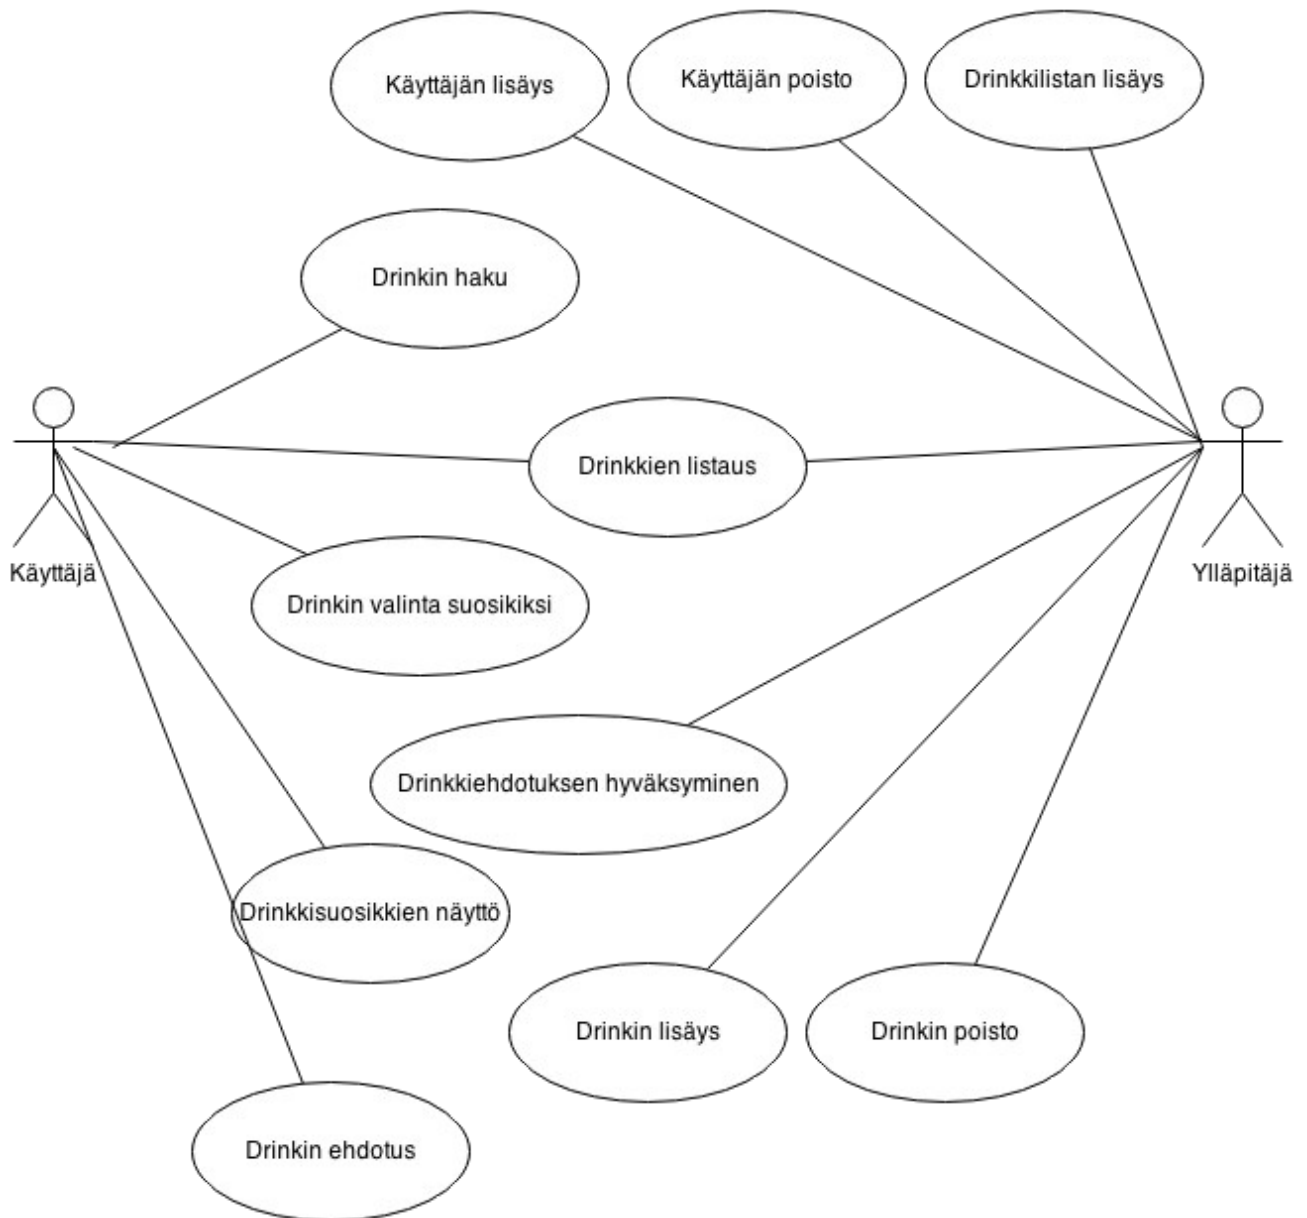 Käyttäjän lisäys
Käyttäjän poisto
Drinkkilistan lisäys
Drinkin haku
Drinkkien listaus
Käyttäjä
Ylläpitäjä
Drinkin valinta suosikiksi
Drinkkiehdotuksen hyväksyminen
Drinkkisuosikkien näyttö
Drinkin lisäys
Drinkin poisto
Drinkin ehdotus